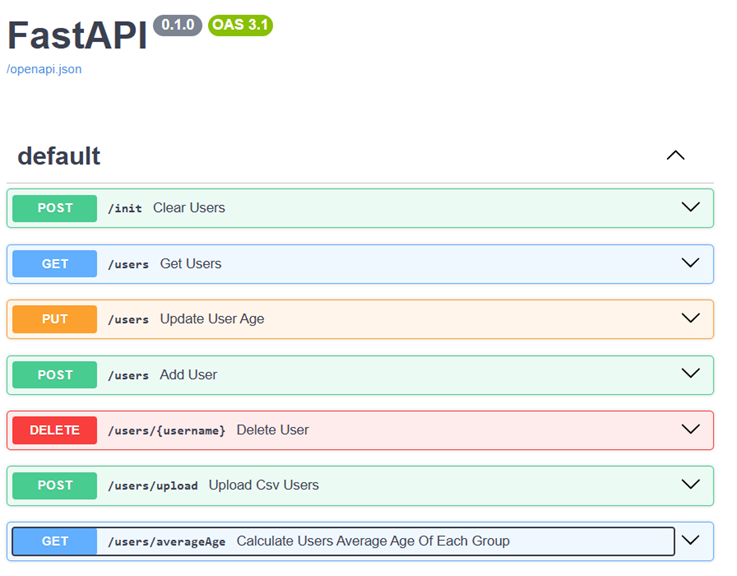 FastAPI 0.1.0 OAS 3.1
/openapi.json
default
POST /init Clear Users
GET /users Get Users
PUT /users Update User Age
POST /users Add User
DELETE /users/{username} Delete User
POST /users/upload Upload Csv Users
GET /users/averageAge Calculate Users Average Age Of Each Group